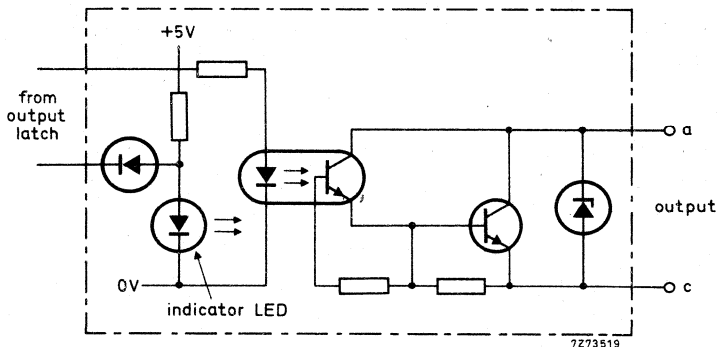 +5V
from
output
latch
a
output
0V
c
indicator LED
7Z73519